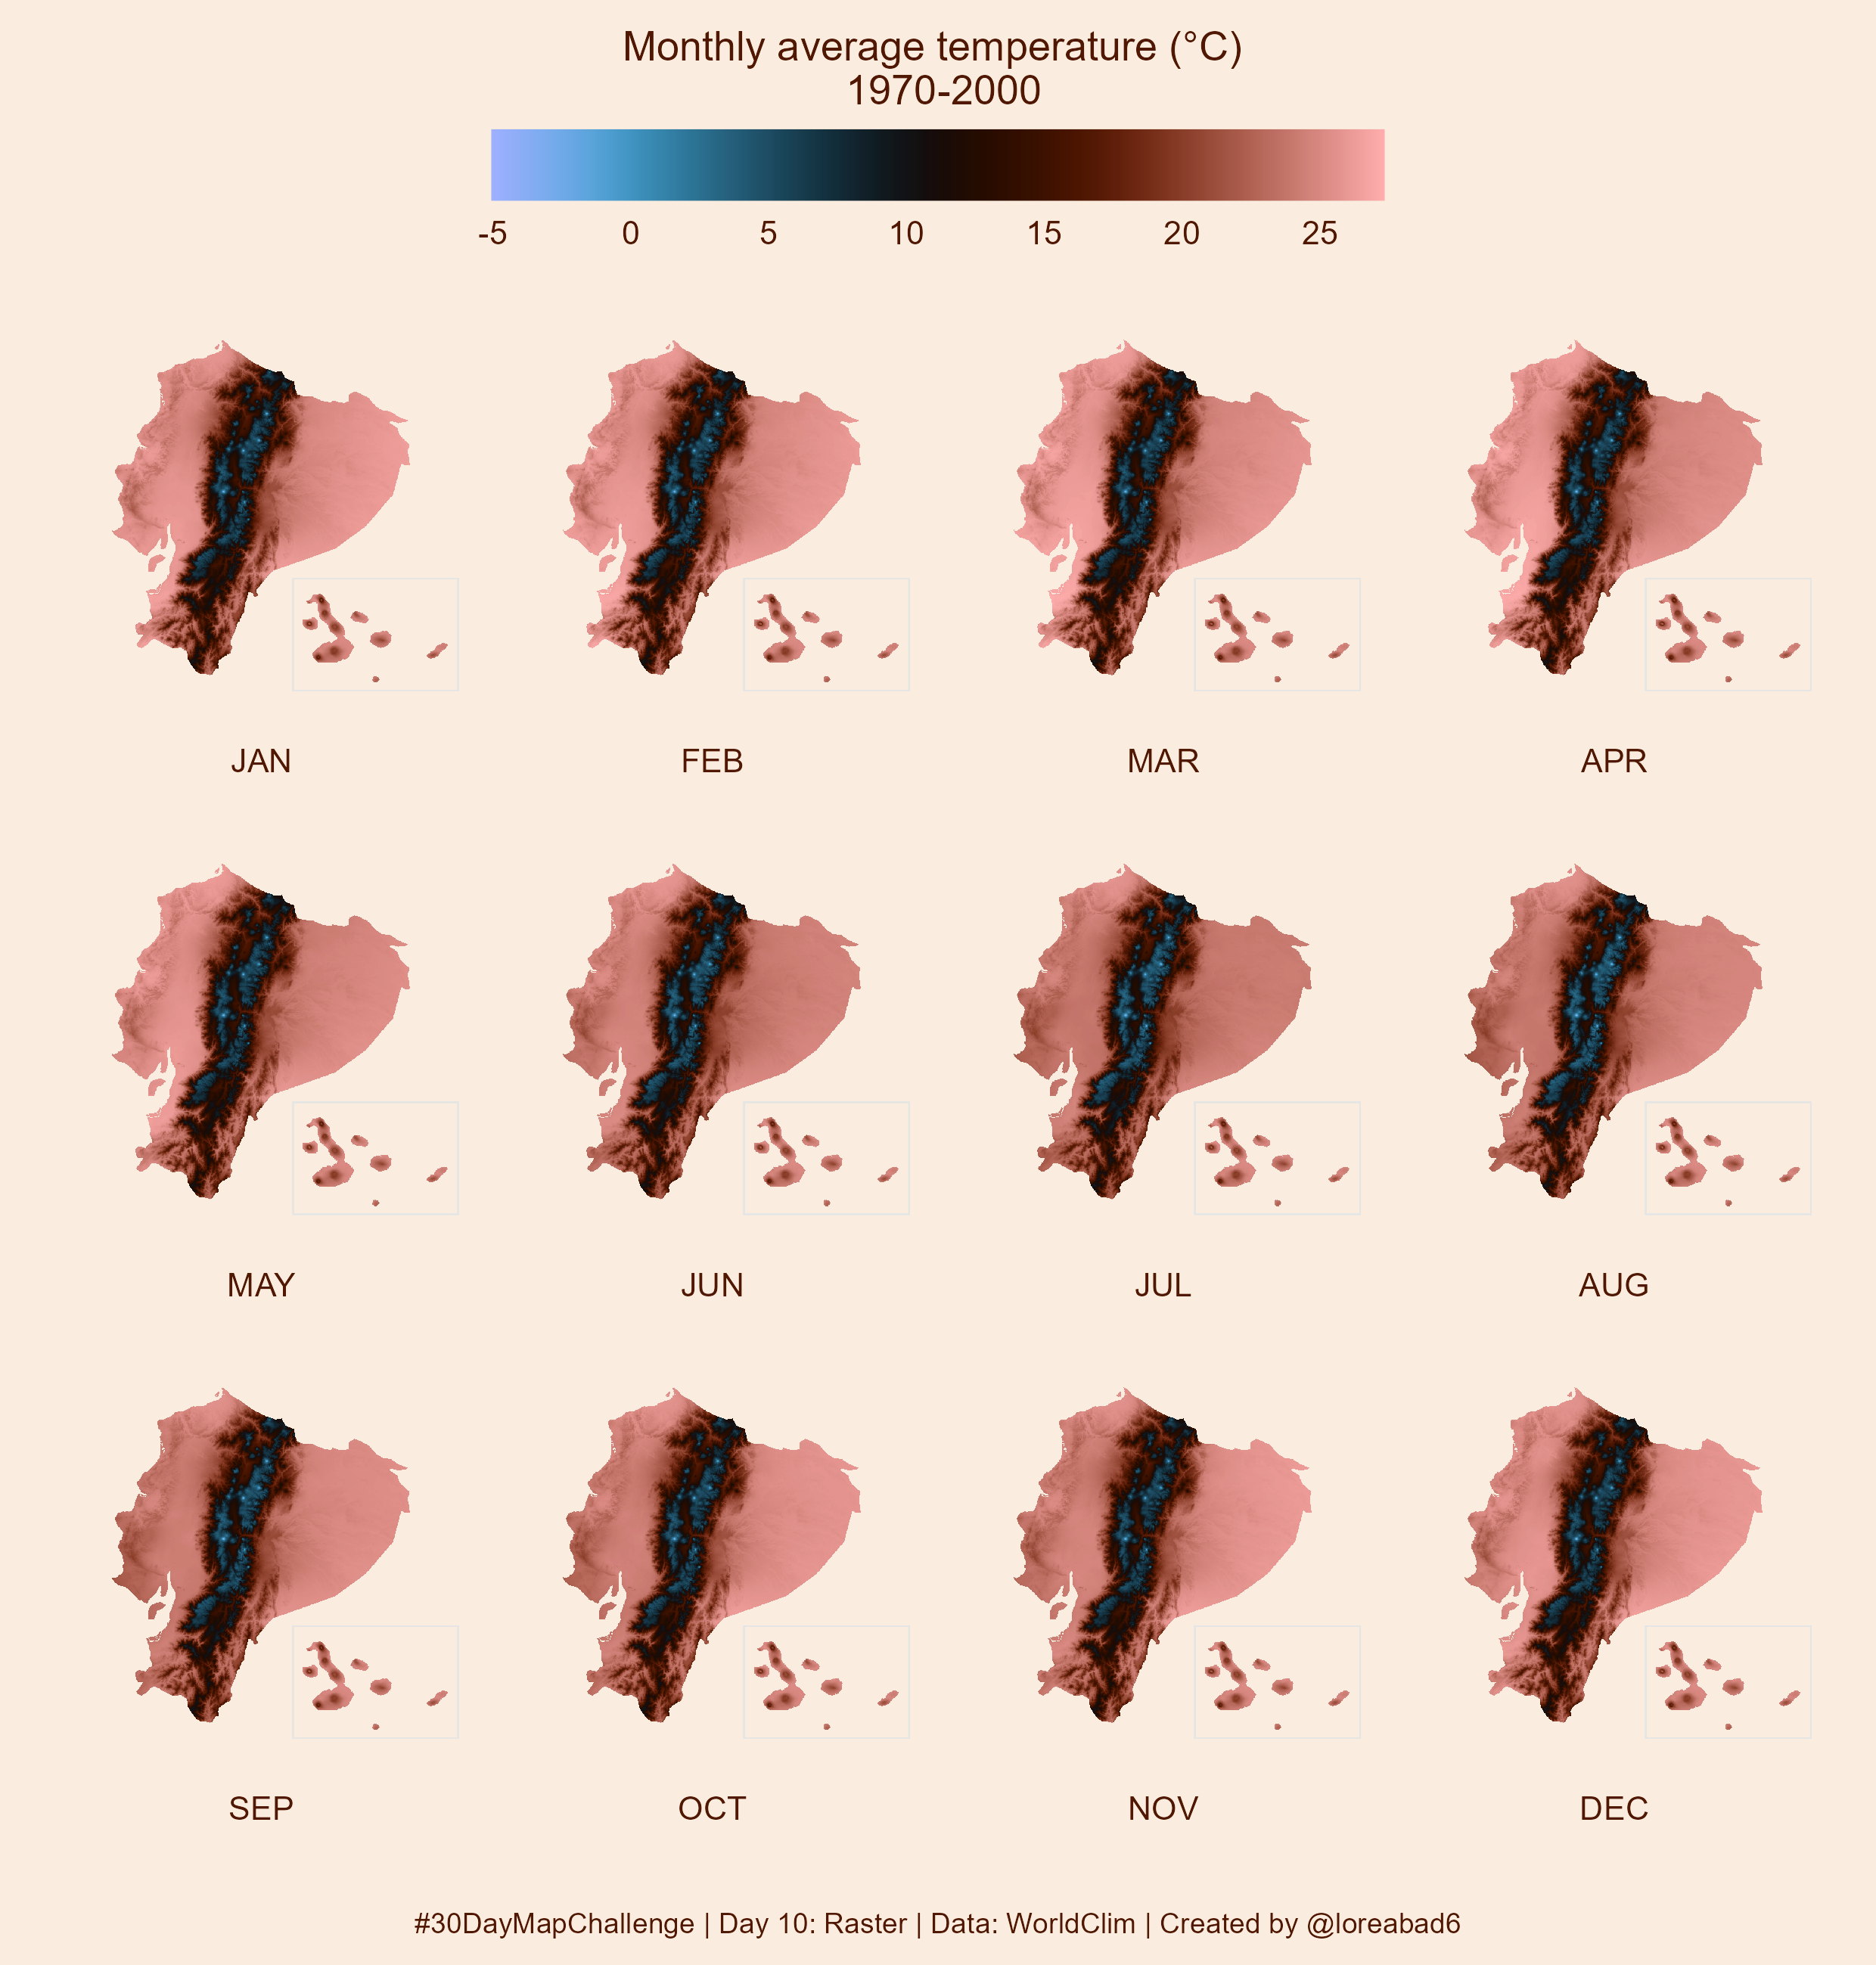 Monthly average temperature (°C)
1970-2000
-5 0 5 10 15 20 25
JAN FEB MAR APR
MAY JUN JUL AUG
SEP OCT NOV DEC
#30DayMapChallenge | Day 10: Raster | Data: WorldClim | Created by @loreabad6